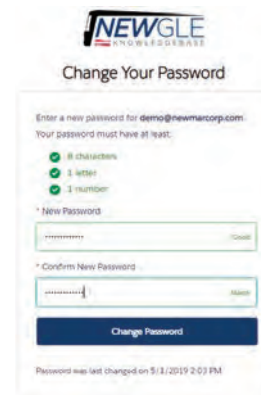 NEWGLE
KNOWLEDGEBASE
Change Your Password
Enter a new password for demo@newmarcorp.com.
Your password must have at least:
8 characters
1 letter
1 number
* New Password
•••••••••••••
Good
* Confirm New Password
•••••••••••••
Match
Change Password
Password was last changed on 5/1/2019 2:03 PM.